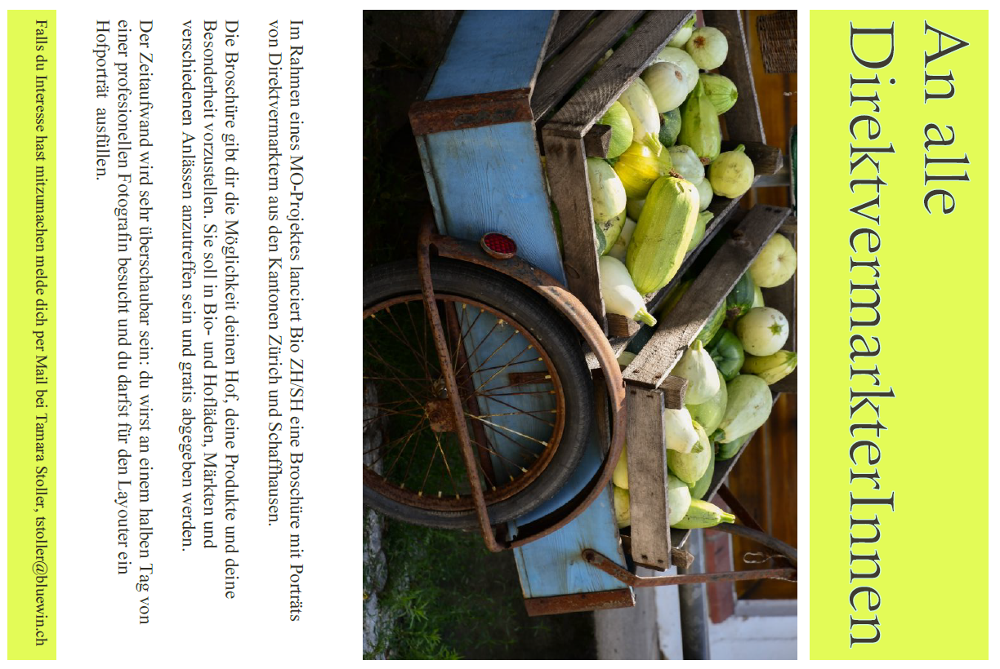 An alle
DirektvermarkterInnen
Im Rahmen eines MO-Projektes lanciert Bio ZH/SH eine Broschüre mit Porträts
von Direktvermarktern aus den Kantonen Zürich und Schaffhausen.
Die Broschüre gibt dir die Möglichkeit deinen Hof, deine Produkte und deine
Besonderheit vorzustellen. Sie soll in Bio- und Hofläden, Märkten und
verschiedenen Anlässen anzutreffen sein und gratis abgegeben werden.
Der Zeitaufwand wird sehr überschaubar sein: du wirst an einem halben Tag von
einer profesionellen Fotografin besucht und du darfst für den Layouter ein
Hofporträt ausfüllen.
Falls du Interesse hast mitzumachen melde dich per Mail bei Tamara Stoller, tstoller@bluewin.ch